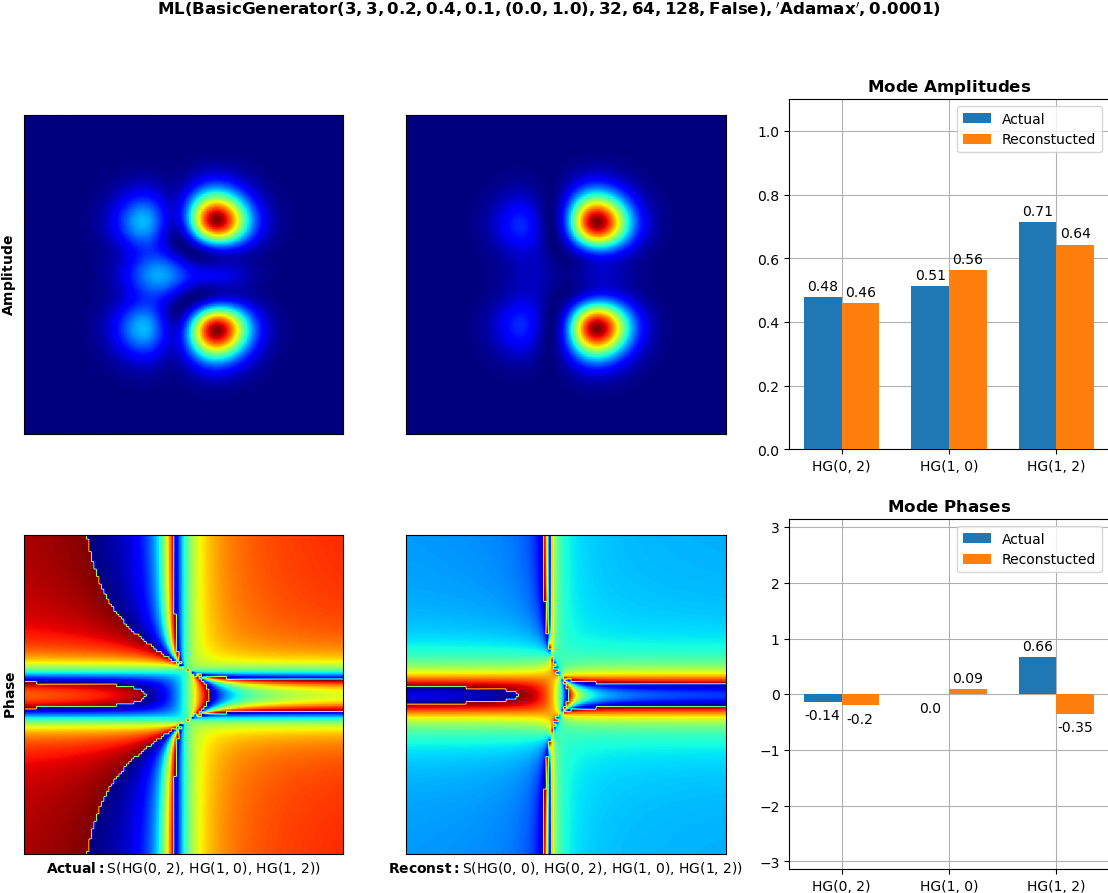 ML(BasicGenerator(3, 3, 0.2, 0.4, 0.1, (0.0, 1.0), 32, 64, 128, False), 'Adamax', 0.0001)
Amplitude
Mode Amplitudes
Actual
Reconstucted
1.0
0.8
0.6
0.4
0.2
0.0
0.48
0.46
0.51
0.56
0.71
0.64
HG(0, 2)
HG(1, 0)
HG(1, 2)
Phase
Actual: S(HG(0, 2), HG(1, 0), HG(1, 2))
Reconst: S(HG(0, 0), HG(0, 2), HG(1, 0), HG(1, 2))
Mode Phases
Actual
Reconstucted
3
2
1
0
−1
−2
−3
-0.14
-0.2
0.0
0.09
0.66
-0.35
HG(0, 2)
HG(1, 0)
HG(1, 2)